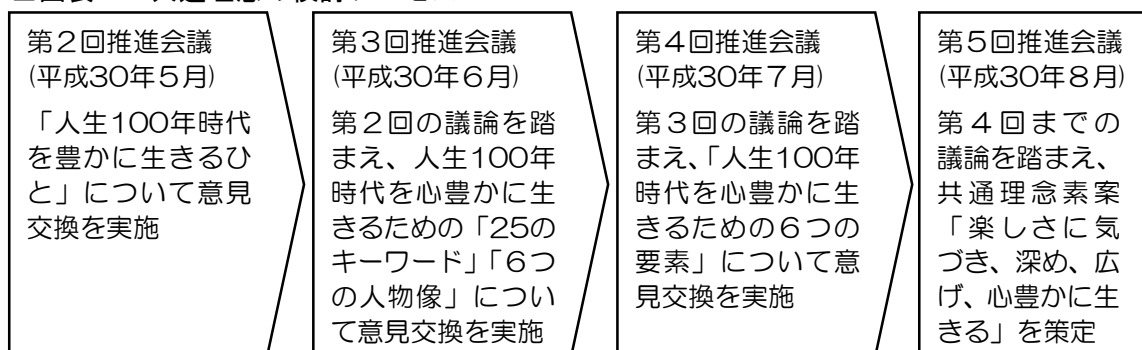 第2回推進会議
(平成30年5月)
「人生100年時代
を豊かに生きるひ
と」について意見
交換を実施
第3回推進会議
(平成30年6月)
第2回の議論を踏
まえ、人生100年
時代を心豊かに生
きるための「25の
キーワード」「6つ
の人物像」につい
て意見交換を実施
第4回推進会議
(平成30年7月)
第3回の議論を踏
まえ、「人生100年
時代を心豊かに生
きるための6つの
要素」について意
見交換を実施
第5回推進会議
(平成30年8月)
第4回までの
議論を踏まえ、
共通理念素案
「楽しさに気
づき、深め、広
げ、心豊かに生
きる」を策定